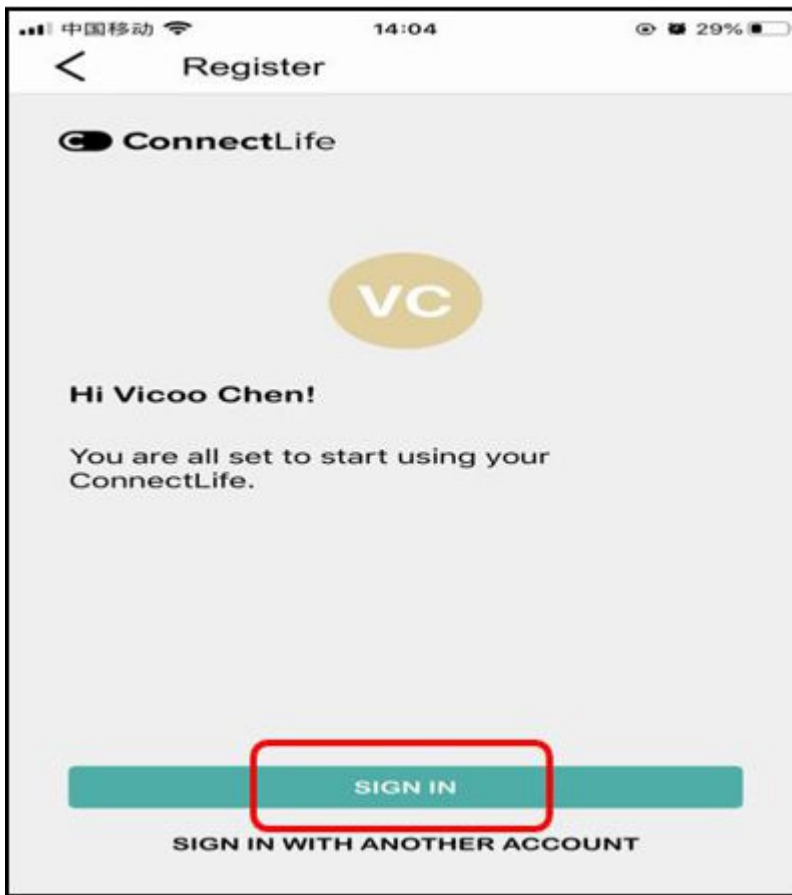 中国移动 14:04 29%
Register
ConnectLife
VC
Hi Vicoo Chen!
You are all set to start using your
ConnectLife.
SIGN IN
SIGN IN WITH ANOTHER ACCOUNT